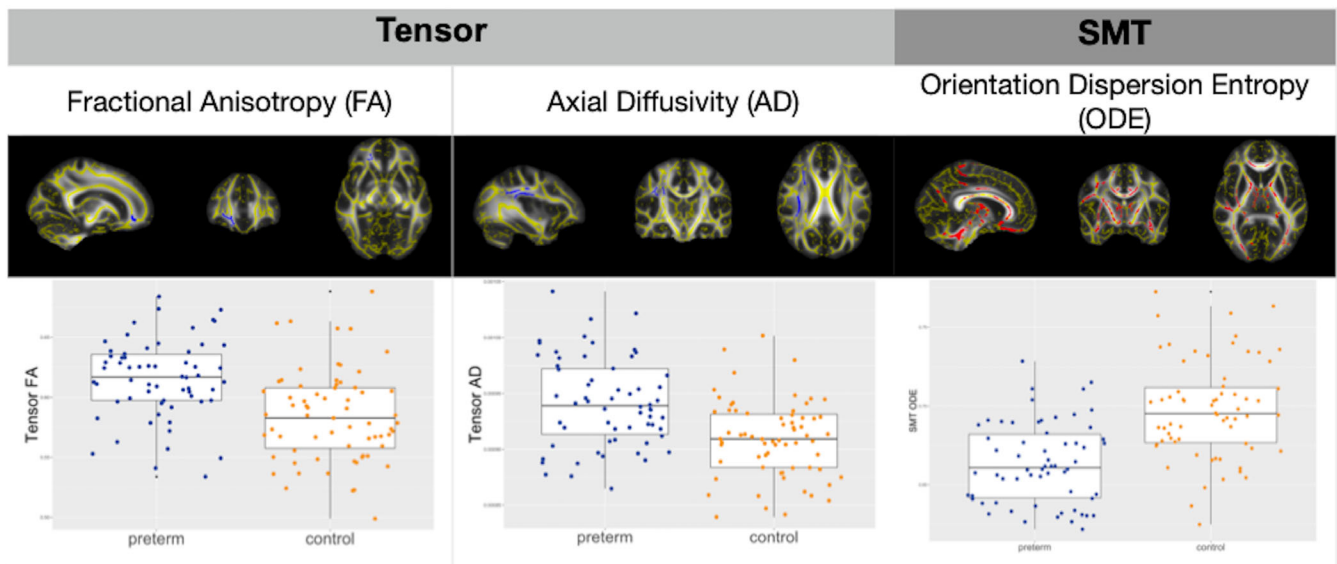 Tensor
SMT
Fractional Anisotropy (FA)
Axial Diffusivity (AD)
Orientation Dispersion Entropy
(ODE)
Tensor FA
preterm
control
Tensor AD
preterm
control
SMT ODE
preterm
control